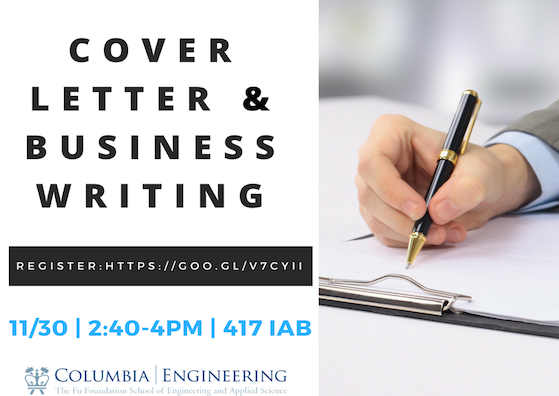 COVER
LETTER &
BUSINESS
WRITING
REGISTER:HTTPS://GOO.GL/V7CYII
11/30 | 2:40-4PM | 417 IAB
COLUMBIA | ENGINEERING
The Fu Foundation School of Engineering and Applied Science